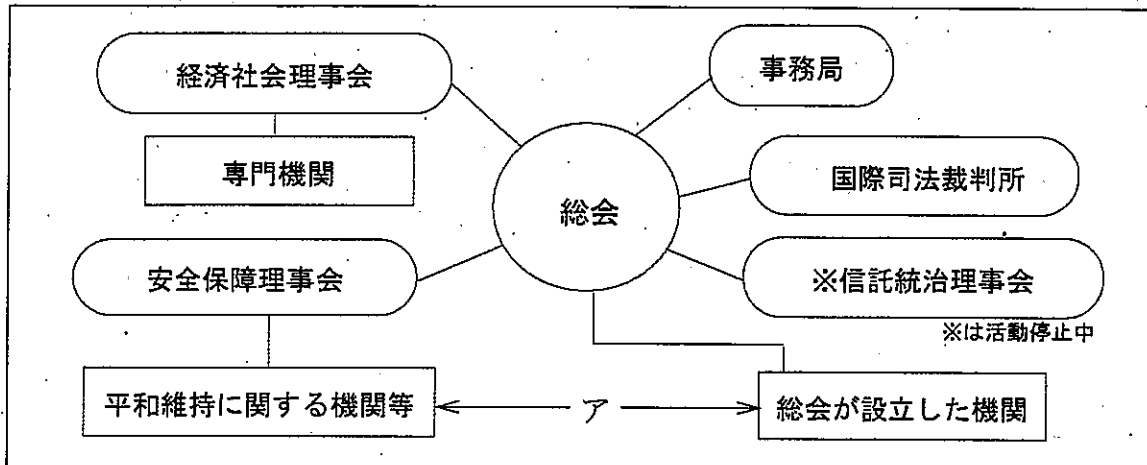 経済社会理事会
事務局
専門機関
国際司法裁判所
総会
安全保障理事会
※信託統治理事会
※は活動停止中
平和維持に関する機関等
ア
総会が設立した機関